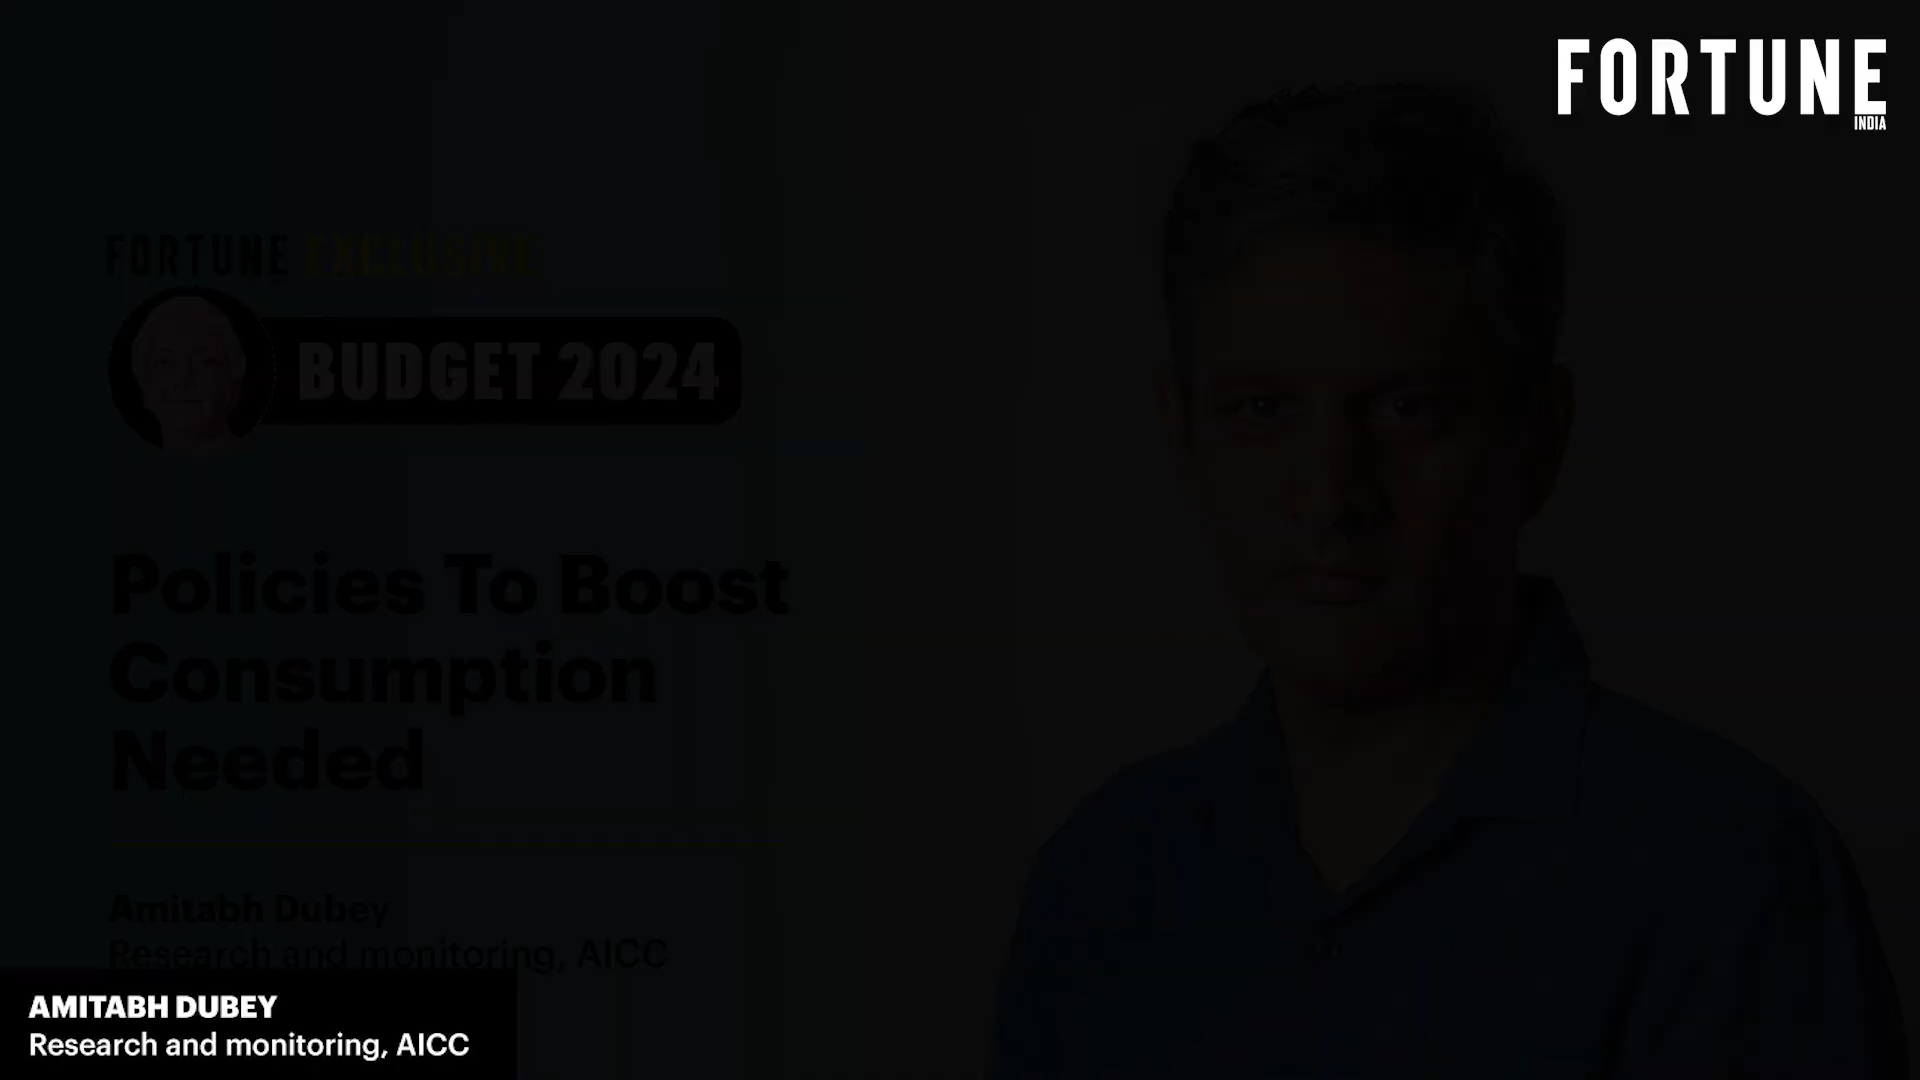 FORTUNE
INDIA
FORTUNE EXCLUSIVE
BUDGET 2024
Policies To Boost
Consumption
Needed
Amitabh Dubey
Research and monitoring, AICC
AMITABH DUBEY
Research and monitoring, AICC